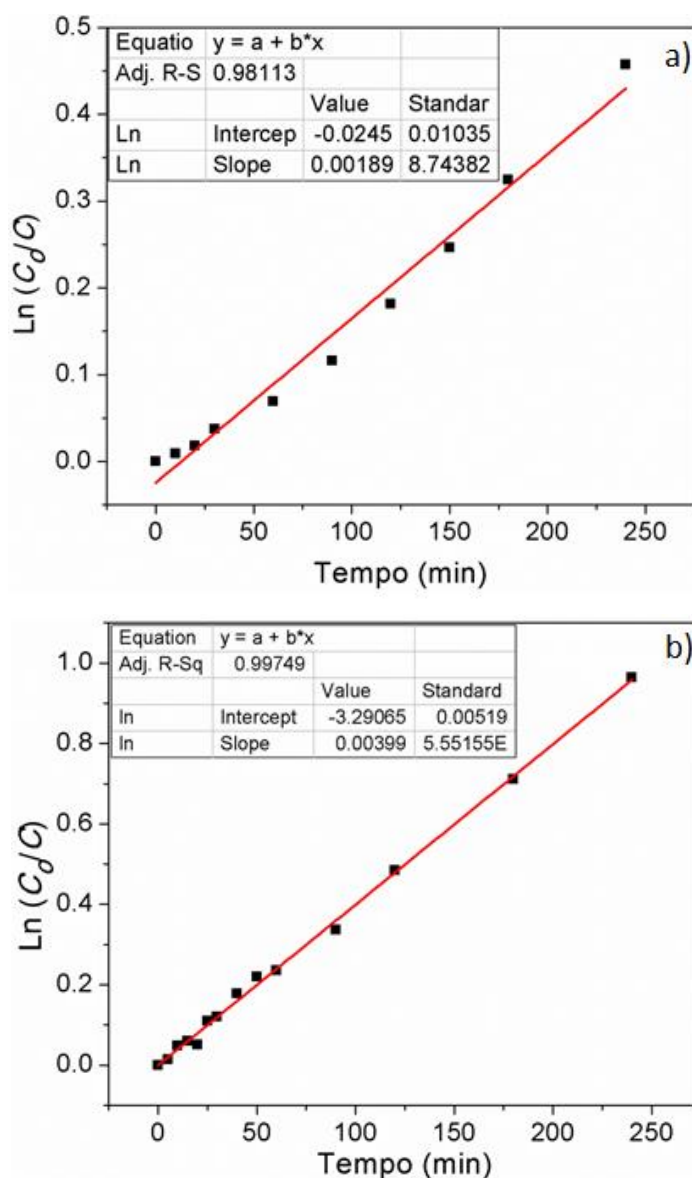 a)
Equatio y = a + b*x
Adj. R-S 0.98113
Value Standar
Ln Intercep -0.0245 0.01035
Ln Slope 0.00189 8.74382
0.5
0.4
0.3
0.2
0.1
0.0
Ln (C₀/C)
0 50 100 150 200 250
Tempo (min)
b)
Equation y = a + b*x
Adj. R-Sq 0.99749
Value Standard
ln Intercept -3.29065 0.00519
ln Slope 0.00399 5.55155E
1.0
0.8
0.6
0.4
0.2
0.0
Ln (C₀/C)
0 50 100 150 200 250
Tempo (min)